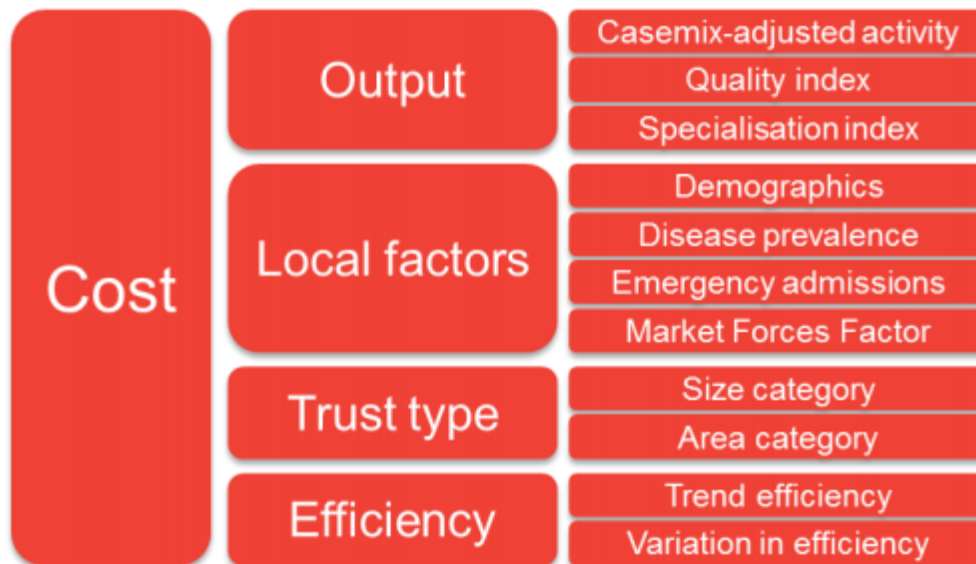 Cost
Output
Casemix-adjusted activity
Quality index
Specialisation index
Local factors
Demographics
Disease prevalence
Emergency admissions
Market Forces Factor
Trust type
Size category
Area category
Efficiency
Trend efficiency
Variation in efficiency